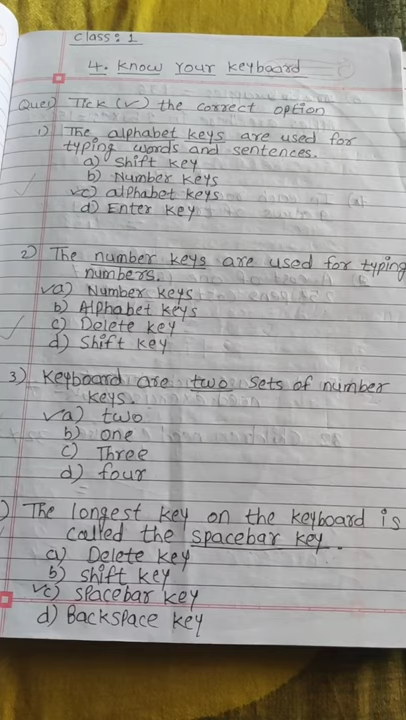 Class: 1
4. Know Your Keyboard
Que1) Tick (✓) the correct option
1) The alphabet keys are used for
typing words and sentences.
a) Shift key
b) Number keys
✓c) alphabet keys
d) Enter key
2) The number keys are used for typing
numbers.
✓a) Number keys
b) Alphabet keys
c) Delete key
d) Shift key
3) Keyboard are two sets of number
keys.
✓a) two
b) one
c) Three
d) four
) The longest key on the keyboard is
called the spacebar key.
a) Delete key
b) shift key
✓c) spacebar key
d) Backspace key